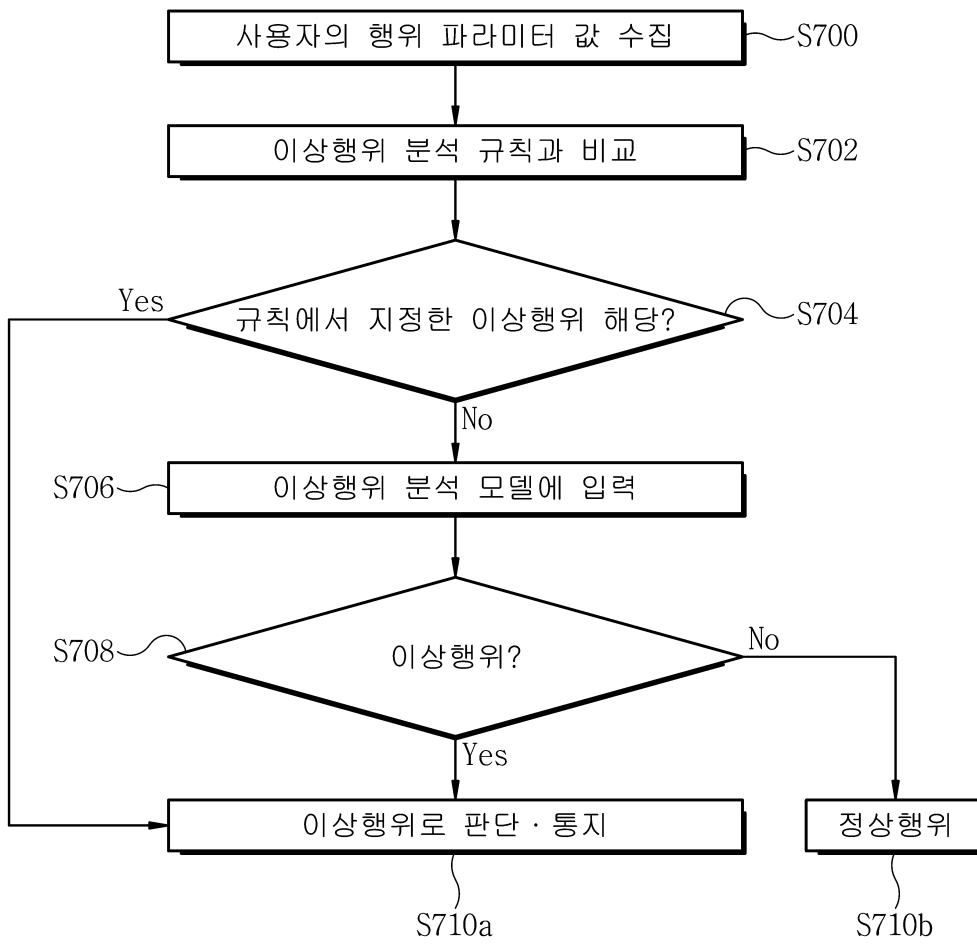 사용자의 행위 파라미터 값 수집
S700
이상행위 분석 규칙과 비교
S702
Yes
규칙에서 지정한 이상행위 해당?
S704
No
S706
이상행위 분석 모델에 입력
S708
이상행위?
No
Yes
이상행위로 판단 · 통지
정상행위
S710a
S710b